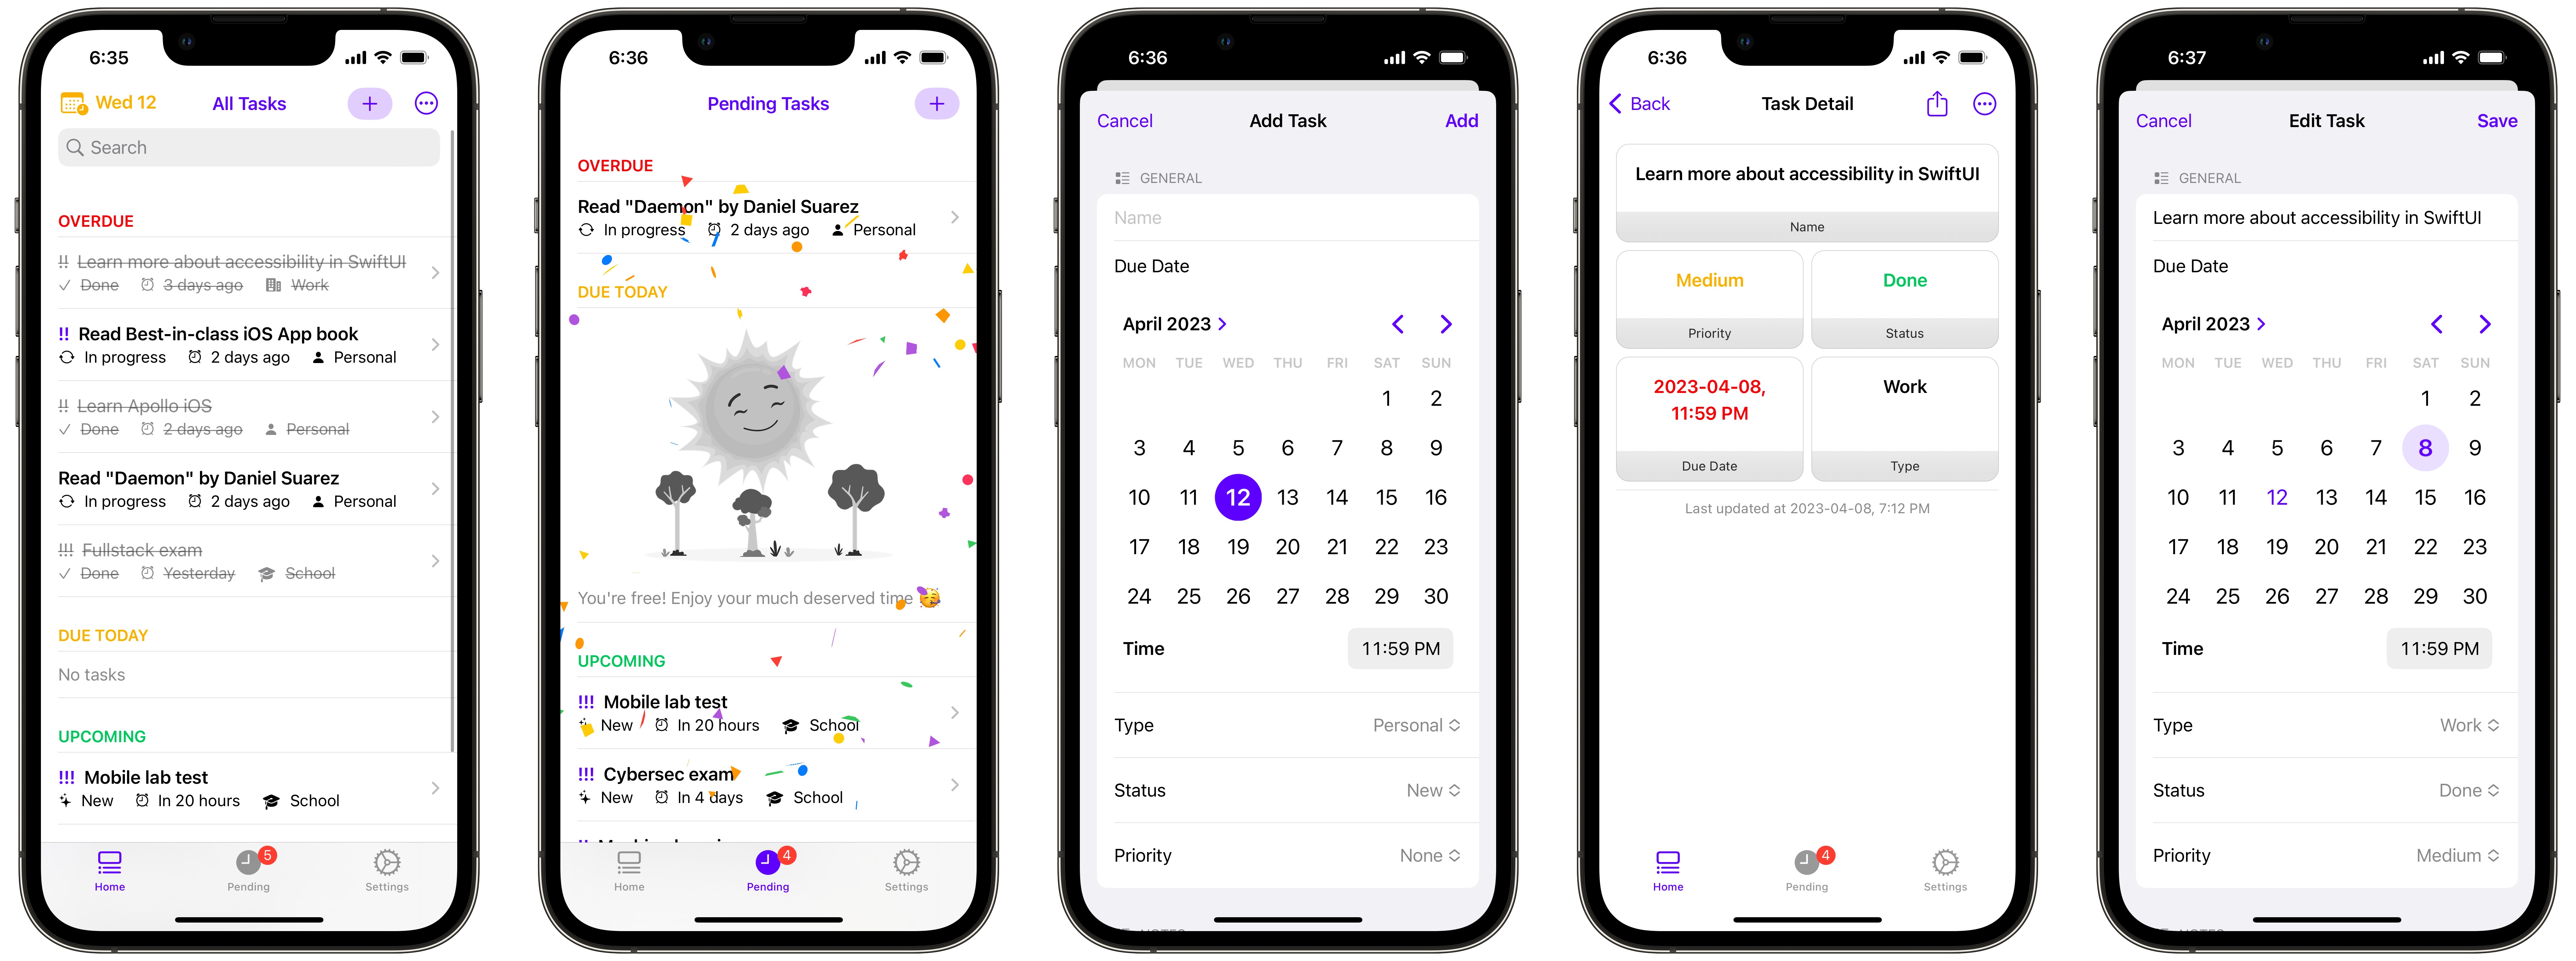 6:35
Wed 12
All Tasks
Search
OVERDUE
!! Learn more about accessibility in SwiftUI
Done 3 days ago Work
!! Read Best-in-class iOS App book
In progress 2 days ago Personal
!! Learn Apollo iOS
Done 2 days ago Personal
Read "Daemon" by Daniel Suarez
In progress 2 days ago Personal
!!! Fullstack exam
Done Yesterday School
DUE TODAY
No tasks
UPCOMING
!!! Mobile lab test
New In 20 hours School
5
Home Pending Settings
6:36
Pending Tasks
OVERDUE
Read "Daemon" by Daniel Suarez
In progress 2 days ago Personal
DUE TODAY
You're free! Enjoy your much deserved time 🥳
UPCOMING
!!! Mobile lab test
New In 20 hours School
!!! Cybersec exam
New In 4 days School
4
Home Pending Settings
6:36
Cancel Add Task Add
GENERAL
Name
Due Date
April 2023
MON TUE WED THU FRI SAT SUN
1 2
3 4 5 6 7 8 9
10 11 12 13 14 15 16
17 18 19 20 21 22 23
24 25 26 27 28 29 30
Time 11:59 PM
Type Personal
Status New
Priority None
6:36
Back Task Detail
Learn more about accessibility in SwiftUI
Name
Medium Done
Priority Status
2023-04-08,
11:59 PM
Work
Due Date Type
Last updated at 2023-04-08, 7:12 PM
4
Home Pending Settings
6:37
Cancel Edit Task Save
GENERAL
Learn more about accessibility in SwiftUI
Due Date
April 2023
MON TUE WED THU FRI SAT SUN
1 2
3 4 5 6 7 8 9
10 11 12 13 14 15 16
17 18 19 20 21 22 23
24 25 26 27 28 29 30
Time 11:59 PM
Type Work
Status Done
Priority Medium